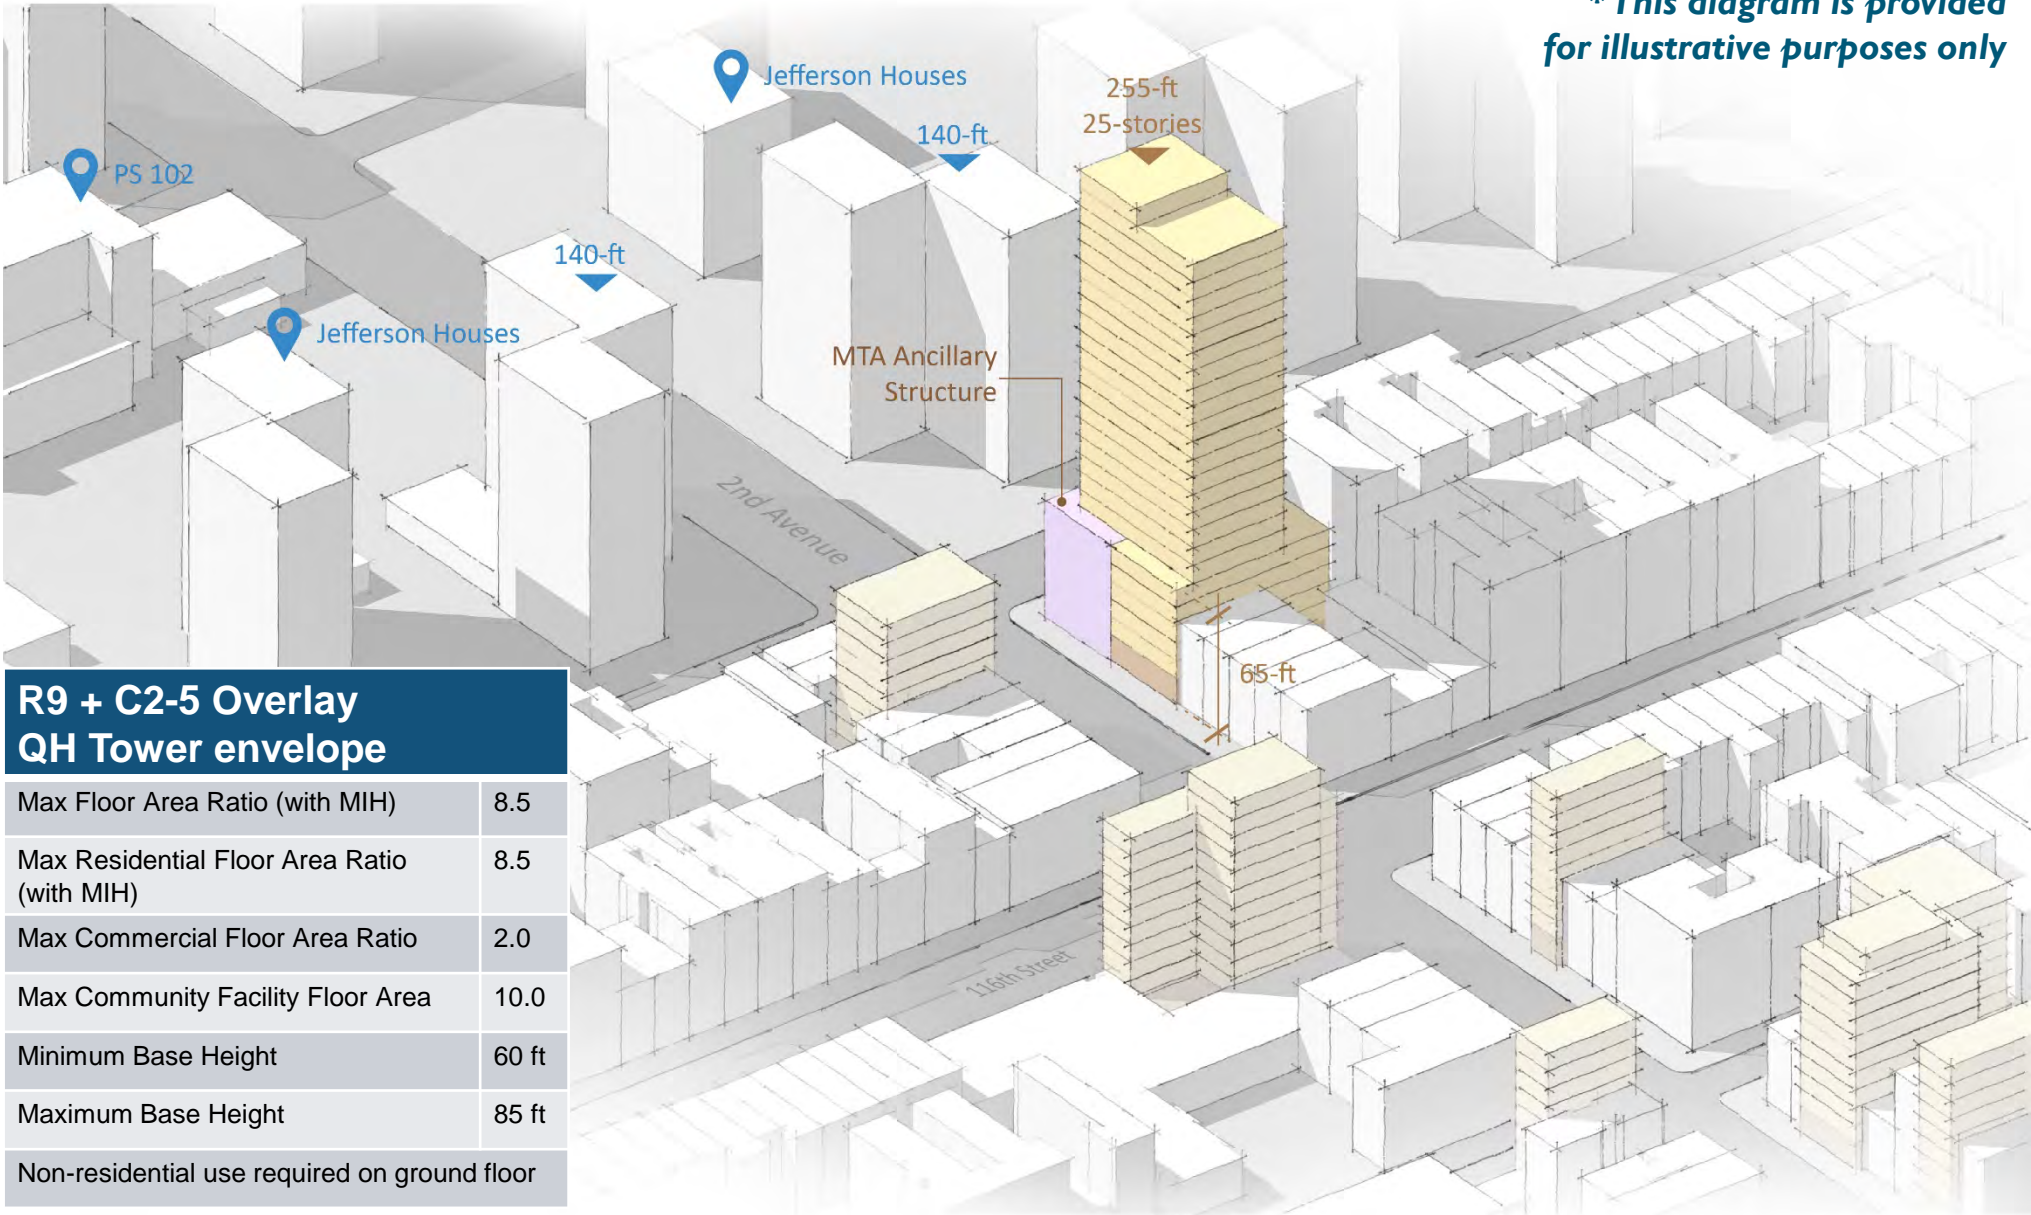 * This diagram is provided
for illustrative purposes only
Jefferson Houses
255-ft
25-stories
140-ft
PS 102
140-ft
Jefferson Houses
MTA Ancillary
Structure
2nd Avenue
65-ft
R9 + C2-5 Overlay
QH Tower envelope
Max Floor Area Ratio (with MIH) 8.5
Max Residential Floor Area Ratio 8.5
(with MIH)
Max Commercial Floor Area Ratio 2.0
Max Community Facility Floor Area 10.0
Minimum Base Height 60 ft
Maximum Base Height 85 ft
Non-residential use required on ground floor
116th Street